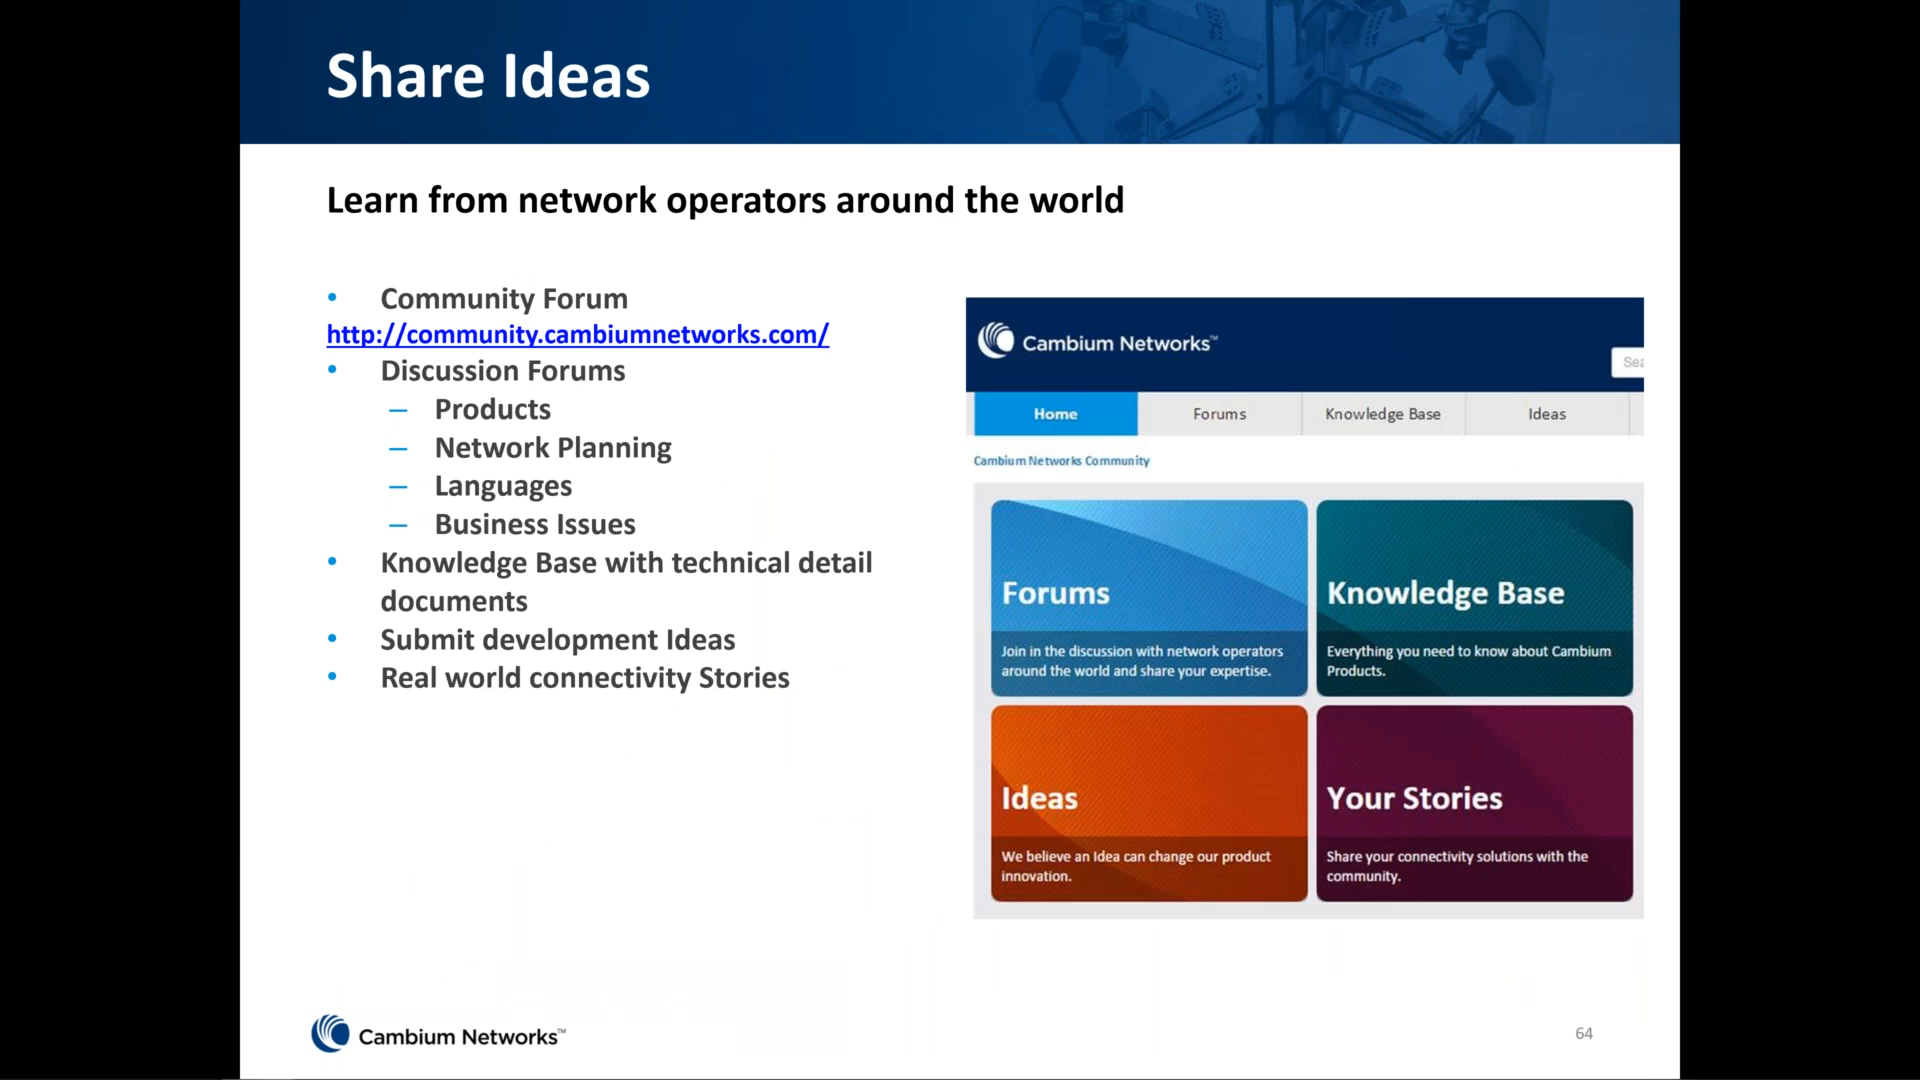 Share Ideas
Learn from network operators around the world
• Community Forum
http://community.cambiumnetworks.com/
• Discussion Forums
– Products
– Network Planning
– Languages
– Business Issues
• Knowledge Base with technical detail
documents
• Submit development Ideas
• Real world connectivity Stories
Cambium Networks™
Sea
Home Forums Knowledge Base Ideas
Cambium Networks Community
Forums
Join in the discussion with network operators
around the world and share your expertise.
Knowledge Base
Everything you need to know about Cambium
Products.
Ideas
We believe an Idea can change our product
innovation.
Your Stories
Share your connectivity solutions with the
community.
Cambium Networks™
64